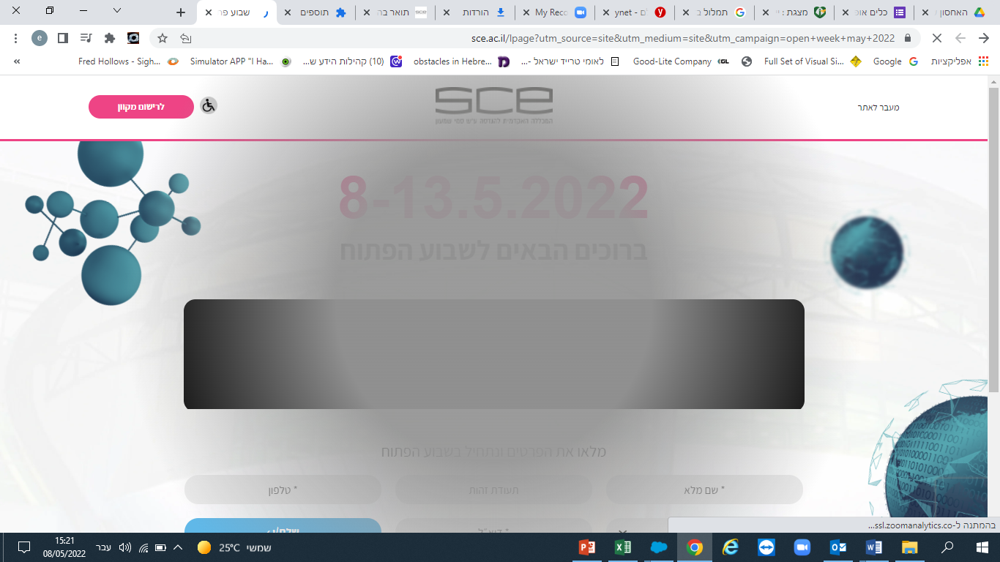 האחסון
כלים אופ
מצגת : יי
תמלול ב
ynet - ם
My Reco
הורדות
תואר בה
תוספים
שבוע פר
sce.ac.il/lpage?utm_source=site&utm_medium=site&utm_campaign=open+week+may+2022
e
אפליקציות
Google
Full Set of Visual Si...
Good-Lite Company
לאומי טרייד ישראל -...
obstacles in Hebre...
(10) קהילות הידע ש...
Simulator APP "I Ha...
Fred Hollows - Sigh...
מעבר לאתר
sce
המכללה האקדמית להנדסה ע״ש סמי שמעון
לרישום מקוון
8-13.5.2022
ברוכים הבאים לשבוע הפתוח
מלאו את הפרטים ונתחיל בשבוע הפתוח
* שם מלא
תעודת זהות
* טלפון
* דוא״ל
שלח/י
בהמתנה ל-ssl.zoomanalytics.co...
25°C שמשי
עבר
15:21
08/05/2022